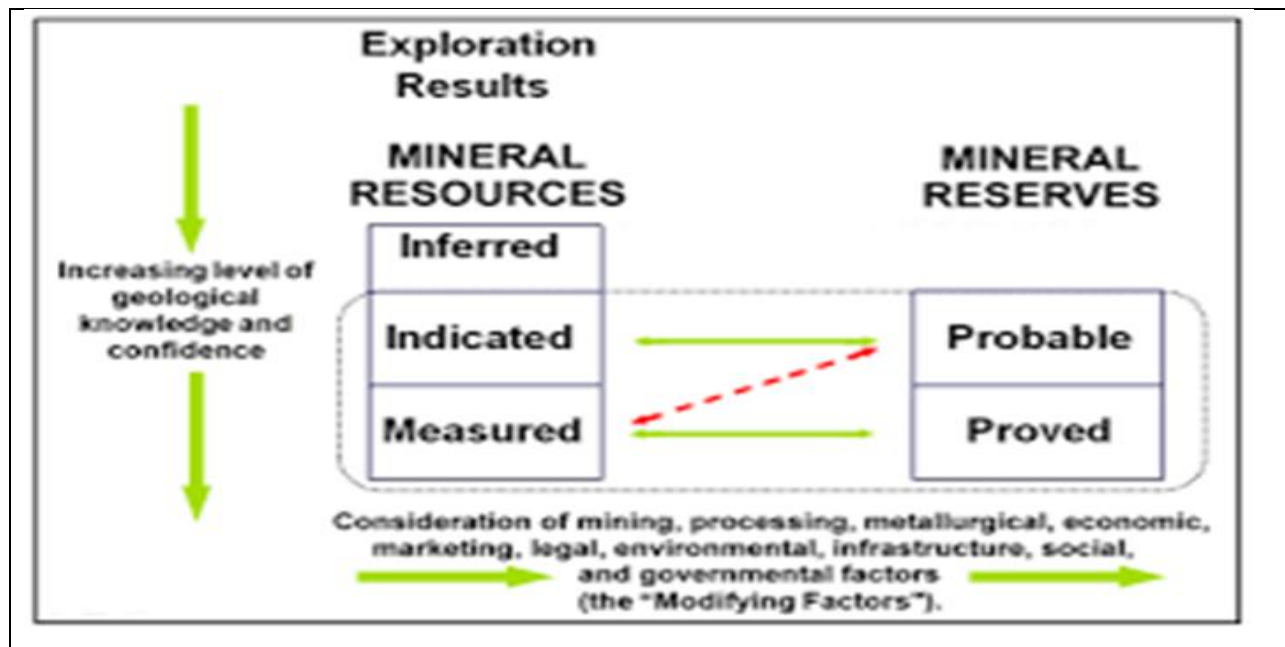 Exploration
Results
MINERAL
RESOURCES
MINERAL
RESERVES
Inferred
Increasing level of
geological
knowledge and
confidence
Indicated
Probable
Measured
Proved
Consideration of mining, processing, metallurgical, economic,
marketing, legal, environmental, infrastructure, social,
and governmental factors
(the "Modifying Factors").